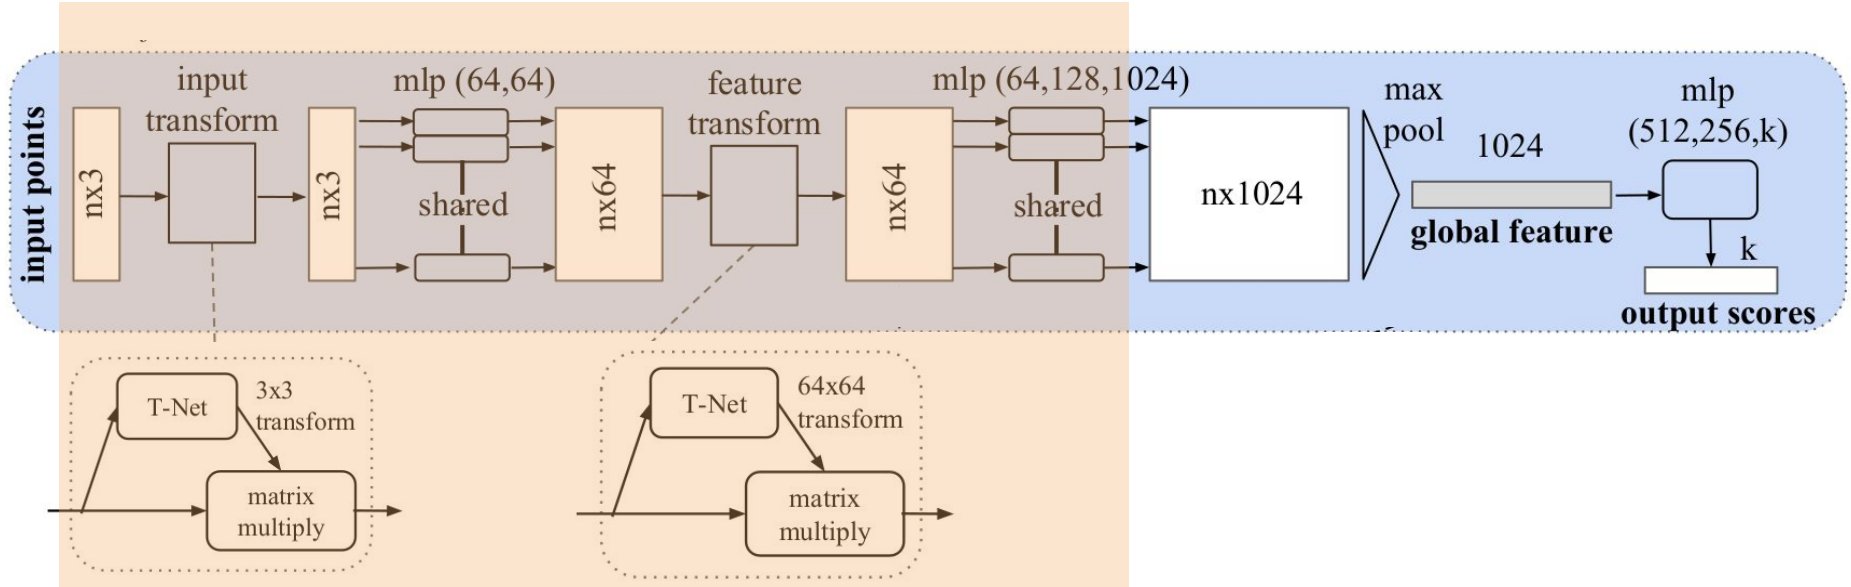 input points
nx3
input
transform
nx3
mlp (64,64)
shared
nx64
feature
transform
nx64
mlp (64,128,1024)
shared
nx1024
max
pool
1024
global feature
mlp
(512,256,k)
k
output scores
T-Net
3x3
transform
matrix
multiply
T-Net
64x64
transform
matrix
multiply